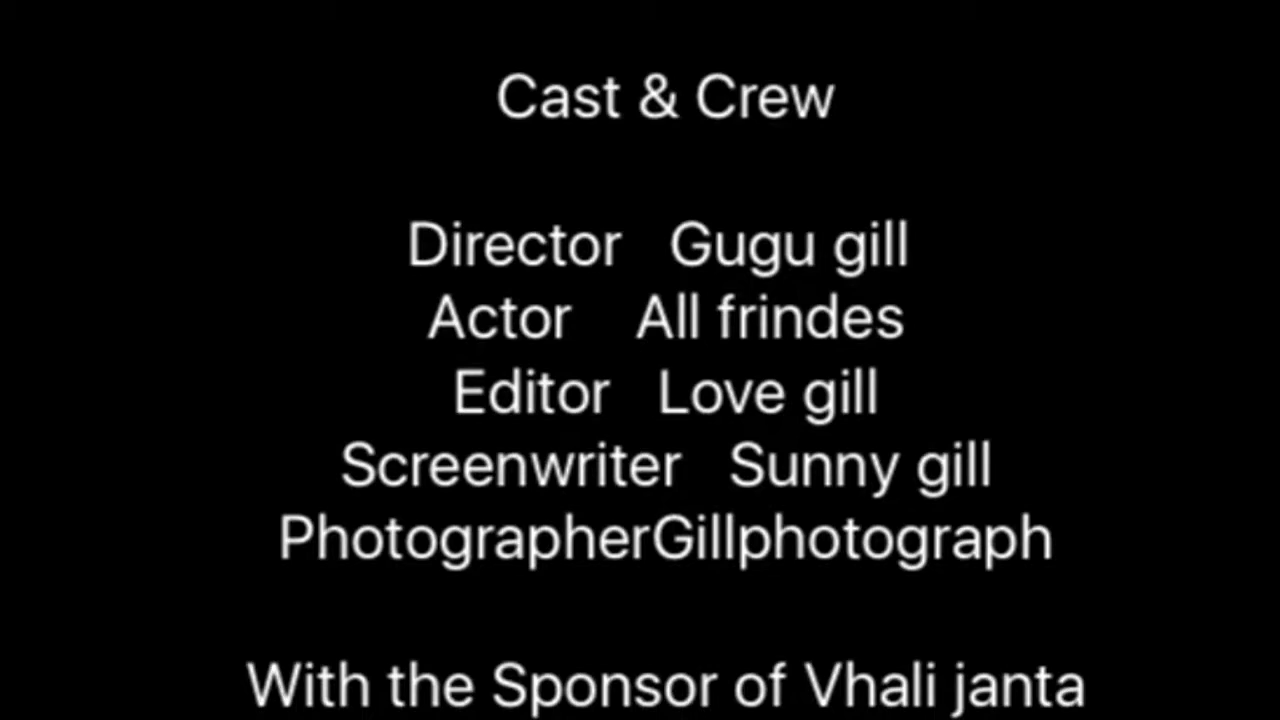 Cast & Crew
Director Gugu gill
Actor All frindes
Editor Love gill
Screenwriter Sunny gill
PhotographerGillphotograph
With the Sponsor of Vhali janta